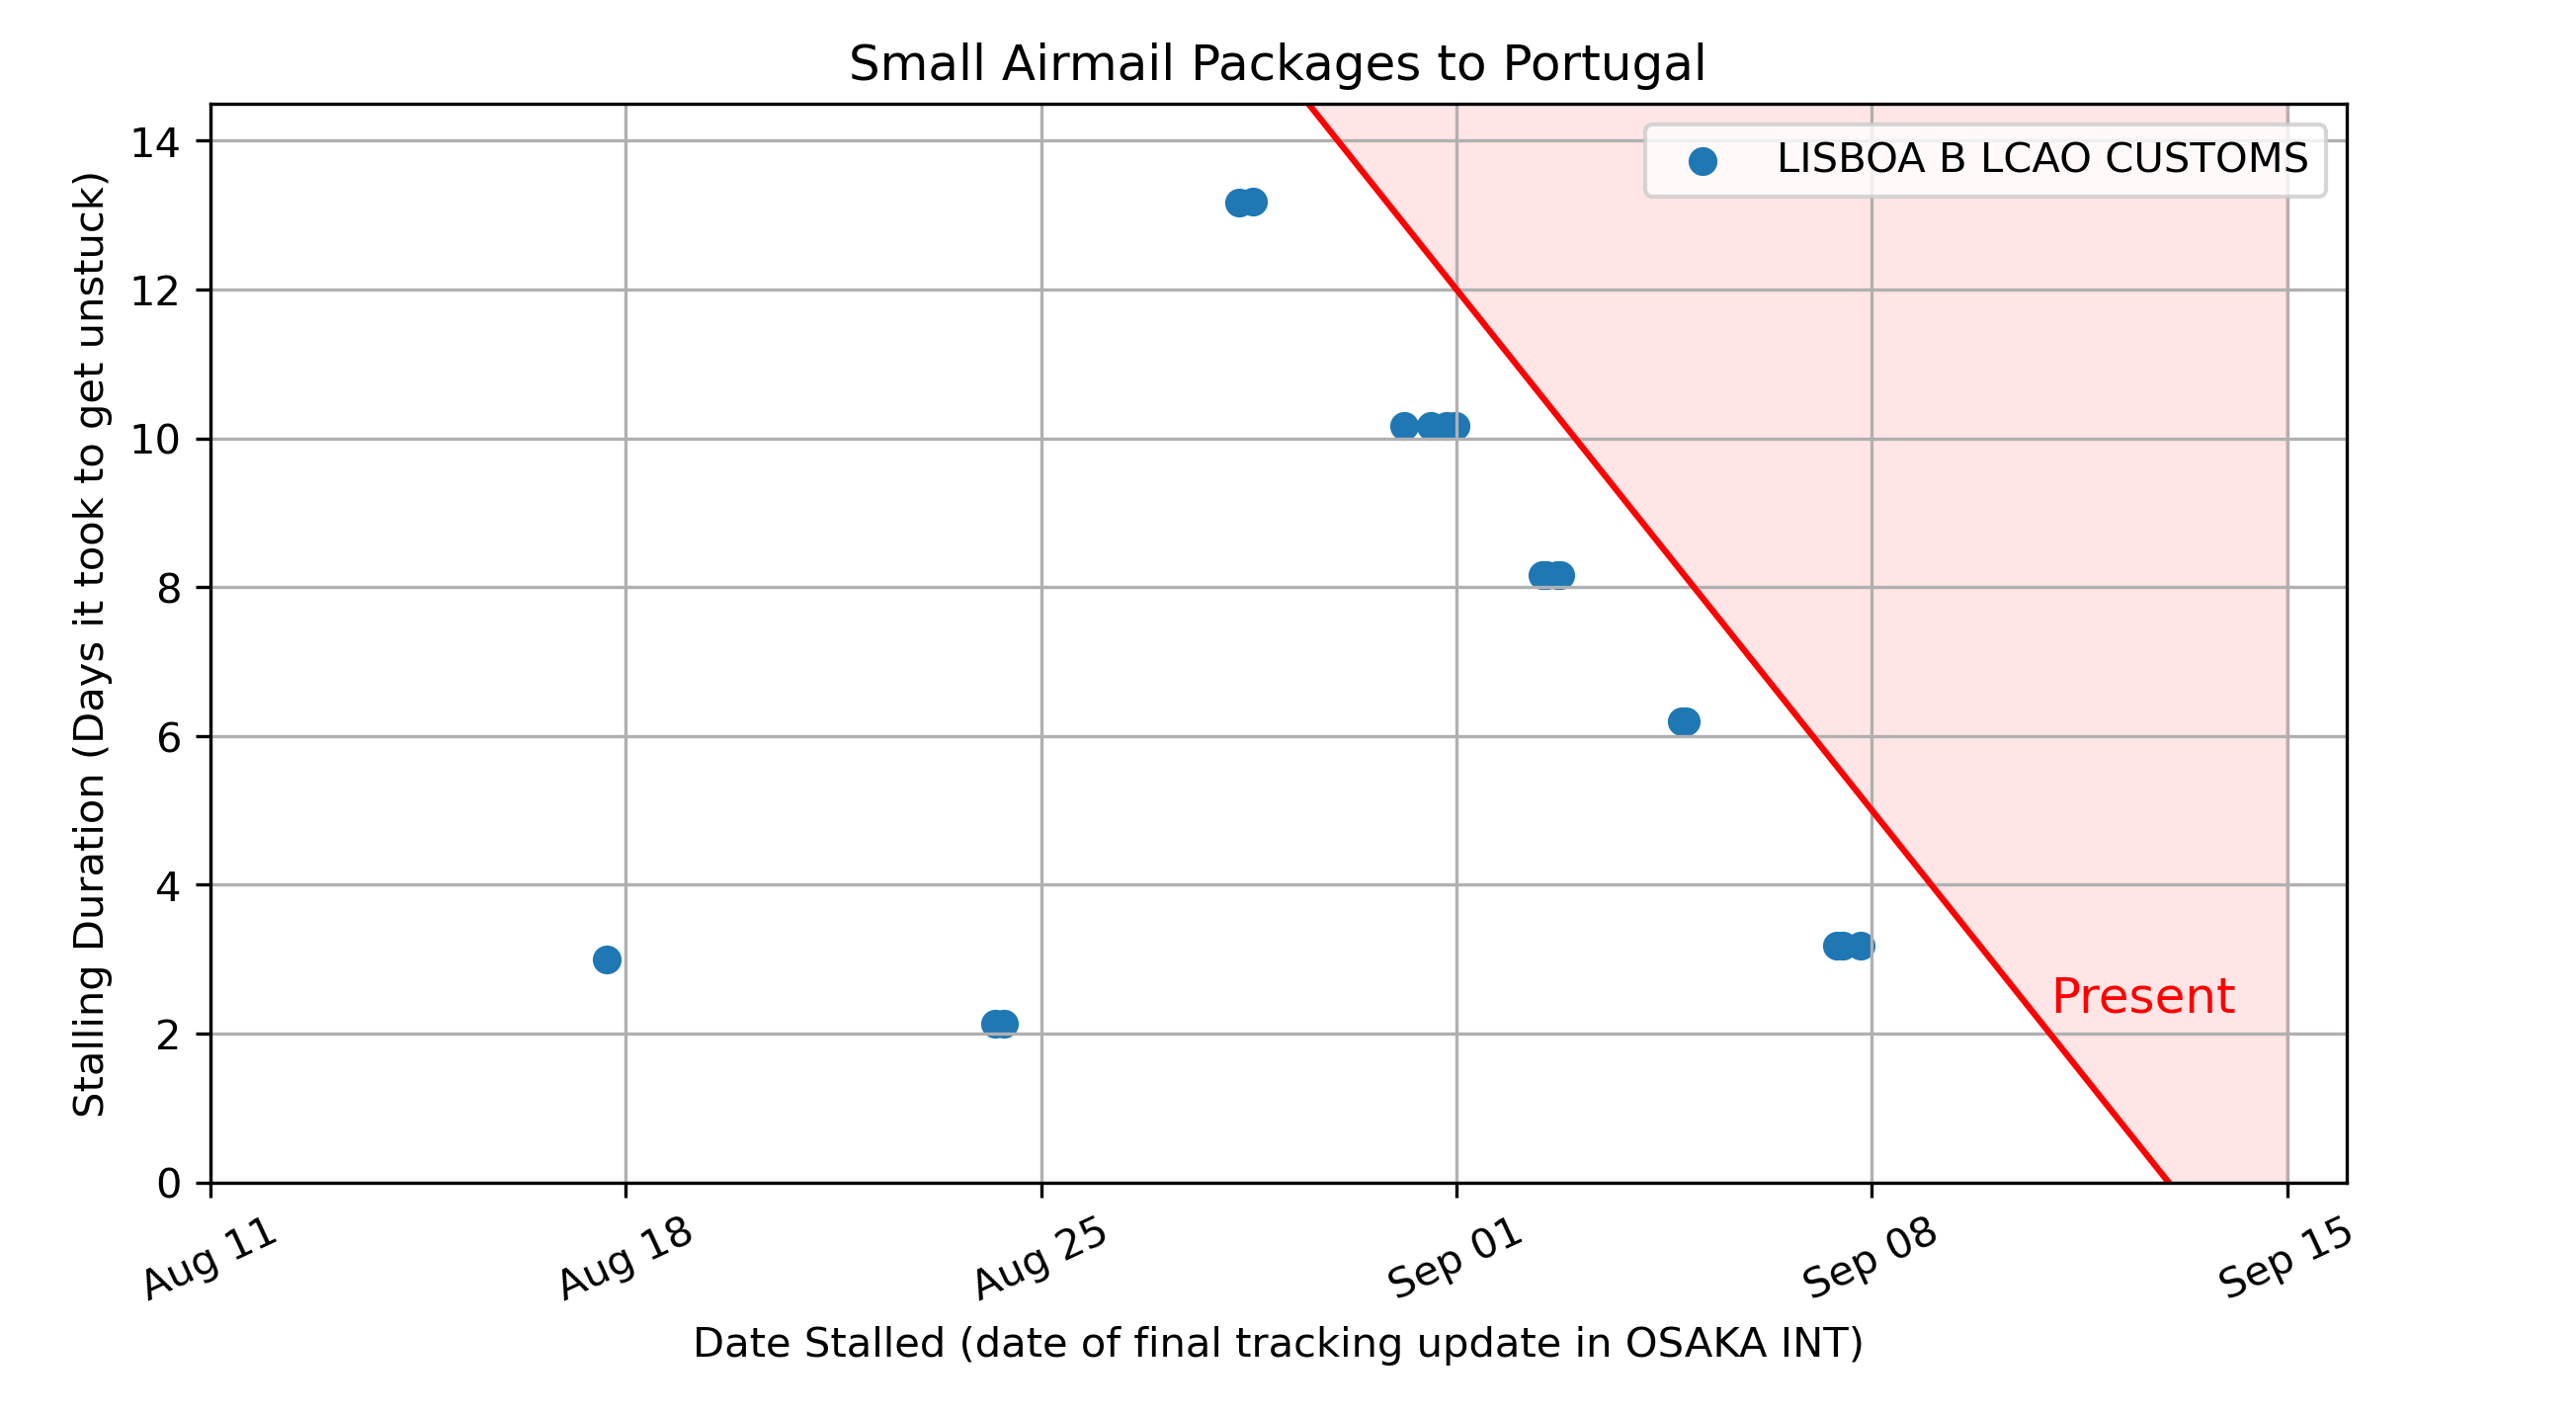 Small Airmail Packages to Portugal
LISBOA B LCAO CUSTOMS
Stalling Duration (Days it took to get unstuck)
14
12
10
8
6
4
2
0
Present
Aug 11
Aug 18
Aug 25
Sep 01
Sep 08
Sep 15
Date Stalled (date of final tracking update in OSAKA INT)